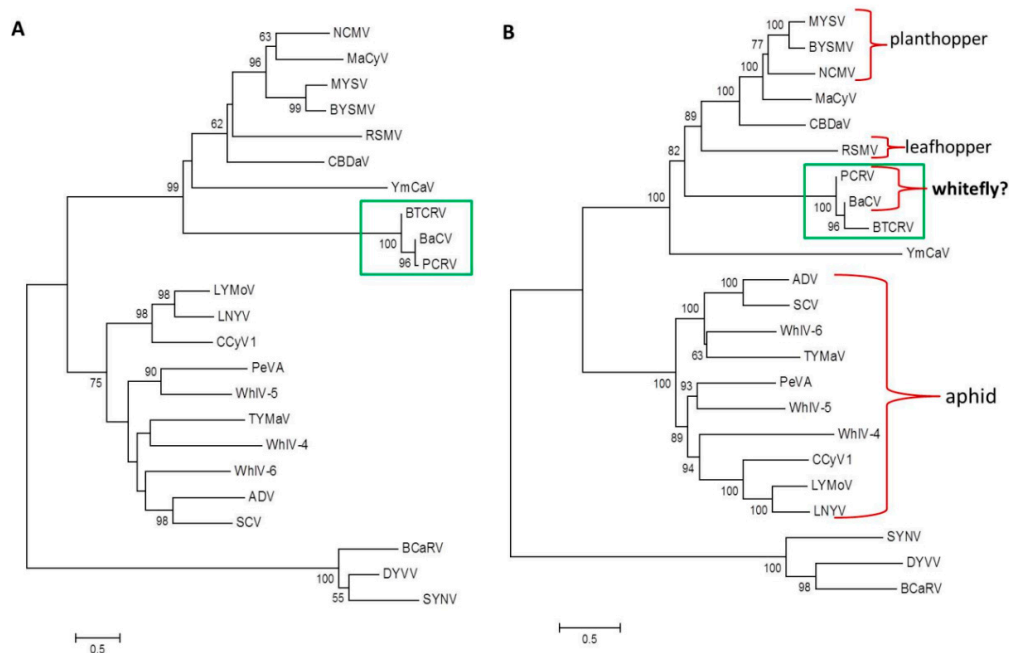 A
NCMV
63
MaCyV
96
MYSV
99
BYSMV
62
RSMV
CBDaV
99
YmCaV
BTCRV
100
BaCV
96
PCRV
LYMoV
98
LNYV
98
CCyV1
75
PeVA
90
WhIV-5
TYMaV
WhIV-4
WhIV-6
ADV
98
SCV
BCaRV
100
DYVV
55
SYNV
0.5
B
MYSV
100
BYSMV
planthopper
77
NCMV
100
MaCyV
100
CBDaV
89
RSMV
leafhopper
82
PCRV
whitefly?
BaCV
100
96
BTCRV
100
YmCaV
ADV
100
SCV
100
WhIV-6
63
TYMaV
100
PeVA
93
WhIV-5
aphid
89
WhIV-4
94
CCyV1
100
LYMoV
100
LNYV
SYNV
100
DYVV
98
BCaRV
0.5